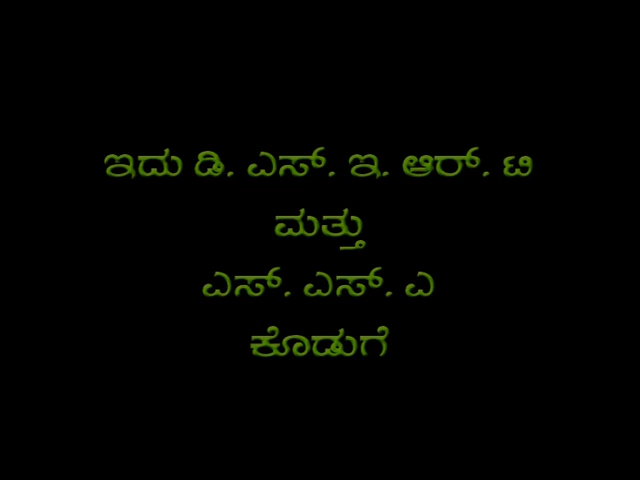 ಇದು ಡಿ. ಎಸ್. ಇ. ಆರ್. ಟಿ
ಮತ್ತು
ಎಸ್. ಎಸ್. ಎ
ಕೊಡುಗೆ